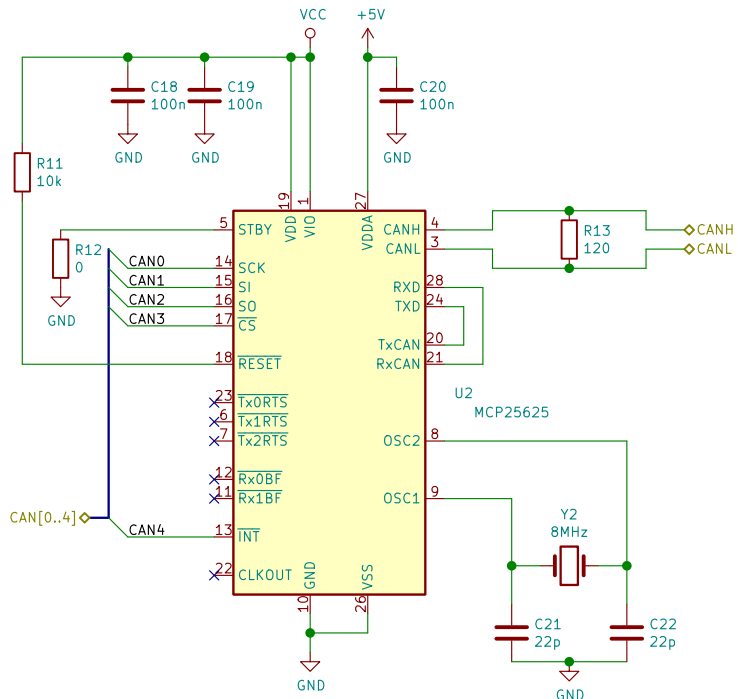 VCC
+5V
C18
100n
C19
100n
C20
100n
GND
GND
GND
R11
10k
19
1
27
VDD
VIO
VDDA
5
STBY
R12
0
GND
CAN0
14
SCK
CAN1
15
SI
CAN2
16
SO
CAN3
17
CS
18
RESET
23
Tx0RTS
6
Tx1RTS
7
Tx2RTS
12
Rx0BF
11
Rx1BF
CAN[0..4]
CAN4
13
INT
22
CLKOUT
GND
VSS
10
26
GND
CANH
4
CANL
3
R13
120
CANH
CANL
RXD
28
TXD
24
TxCAN
20
RxCAN
21
U2
MCP25625
OSC2
8
OSC1
9
Y2
8MHz
C21
22p
C22
22p
GND